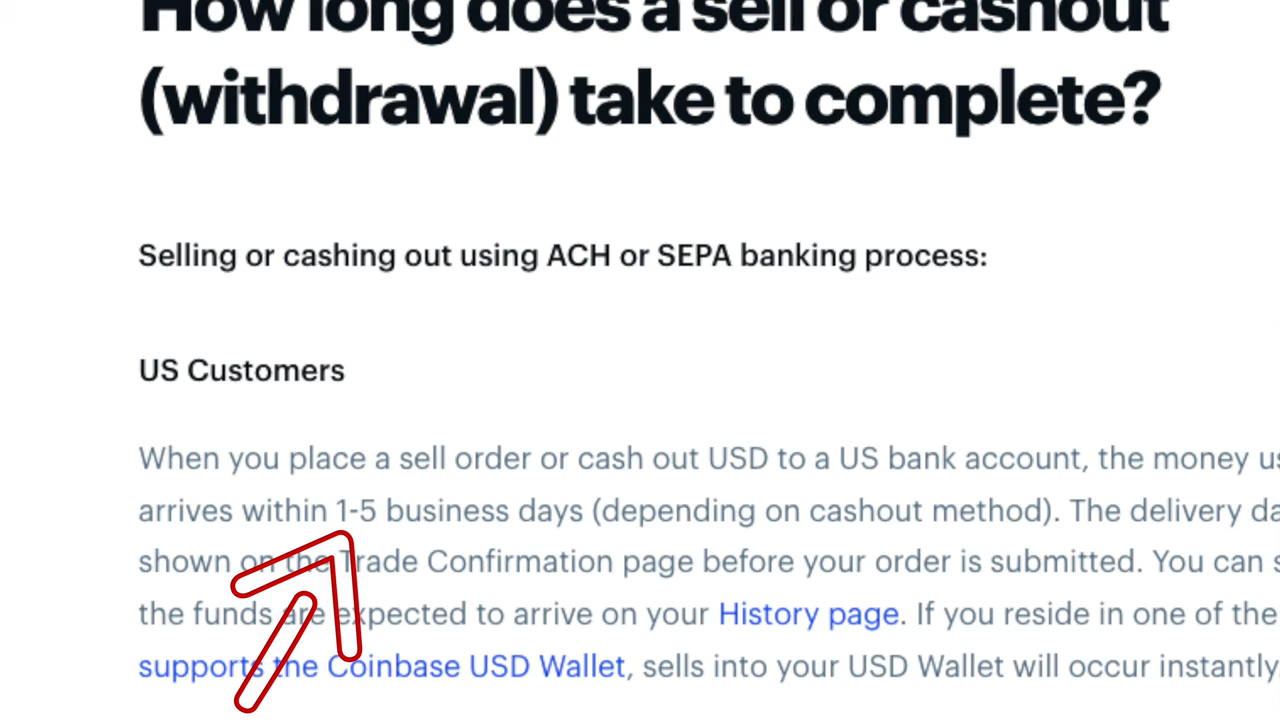 How long does a sell or cashout
(withdrawal) take to complete?
Selling or cashing out using ACH or SEPA banking process:
US Customers
When you place a sell order or cash out USD to a US bank account, the money
arrives within 1-5 business days (depending on cashout method). The delivery
shown on the Trade Confirmation page before your order is submitted. You can
the funds are expected to arrive on your History page. If you reside in one of the
supports the Coinbase USD Wallet, sells into your USD Wallet will occur instantly